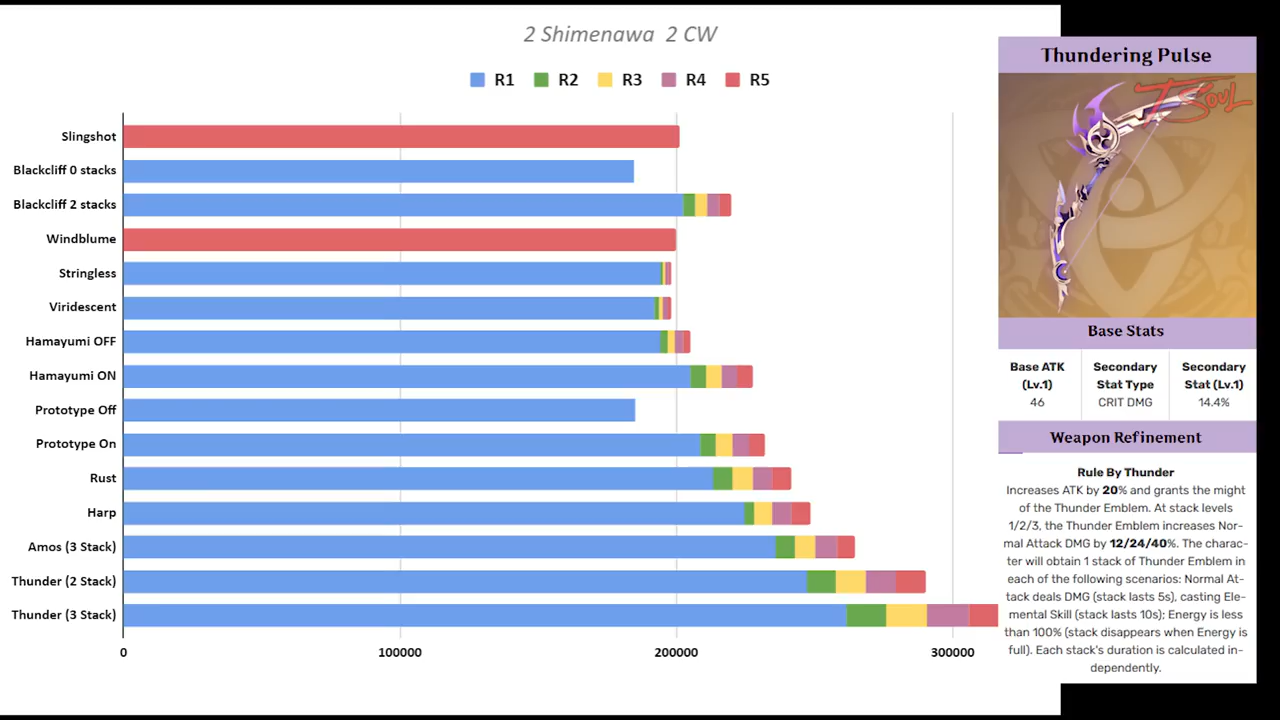 2 Shimenawa 2 CW
R1 R2 R3 R4 R5
Slingshot
Blackcliff 0 stacks
Blackcliff 2 stacks
Windblume
Stringless
Viridescent
Hamayumi OFF
Hamayumi ON
Prototype Off
Prototype On
Rust
Harp
Amos (3 Stack)
Thunder (2 Stack)
Thunder (3 Stack)
0 100000 200000 300000
Thundering Pulse
TSOUL
Base Stats
Base ATK
(Lv.1)
46
Secondary
Stat Type
CRIT DMG
Secondary
Stat (Lv.1)
14.4%
Weapon Refinement
Rule By Thunder
Increases ATK by 20% and grants the might
of the Thunder Emblem. At stack levels
1/2/3, the Thunder Emblem increases Nor-
mal Attack DMG by 12/24/40%. The charac-
ter will obtain 1 stack of Thunder Emblem in
each of the following scenarios: Normal At-
tack deals DMG (stack lasts 5s), casting Ele-
mental Skill (stack lasts 10s); Energy is less
than 100% (stack disappears when Energy is
full). Each stack's duration is calculated in-
dependently.